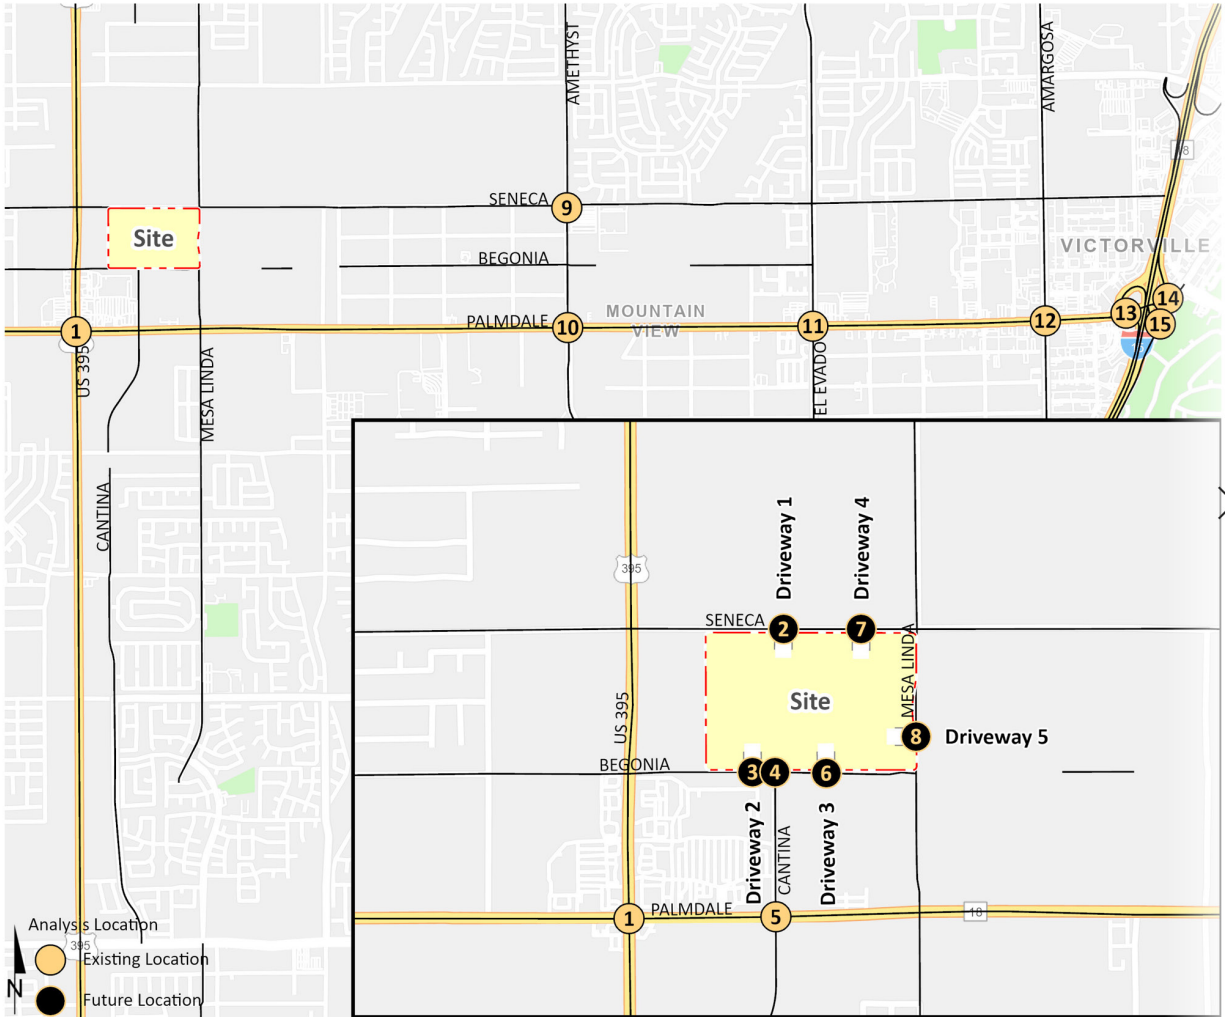 AMETHYST
AMARGOSA
18
SENECA
9
Site
BEGONIA
VICTORVILLE
MOUNTAIN
VIEW
PALMDALE
1
10
11
12
13
14
15
US 395
MESA LINDA
EL EVADO
CANTINA
Driveway 1
Driveway 4
395
SENECA
2
7
MESA LINDA
Site
US 395
8
Driveway 5
BEGONIA
3
4
6
Driveway 2
CANTINA
Driveway 3
1
PALMDALE
5
18
Analysis Location
395
Existing Location
N
Future Location